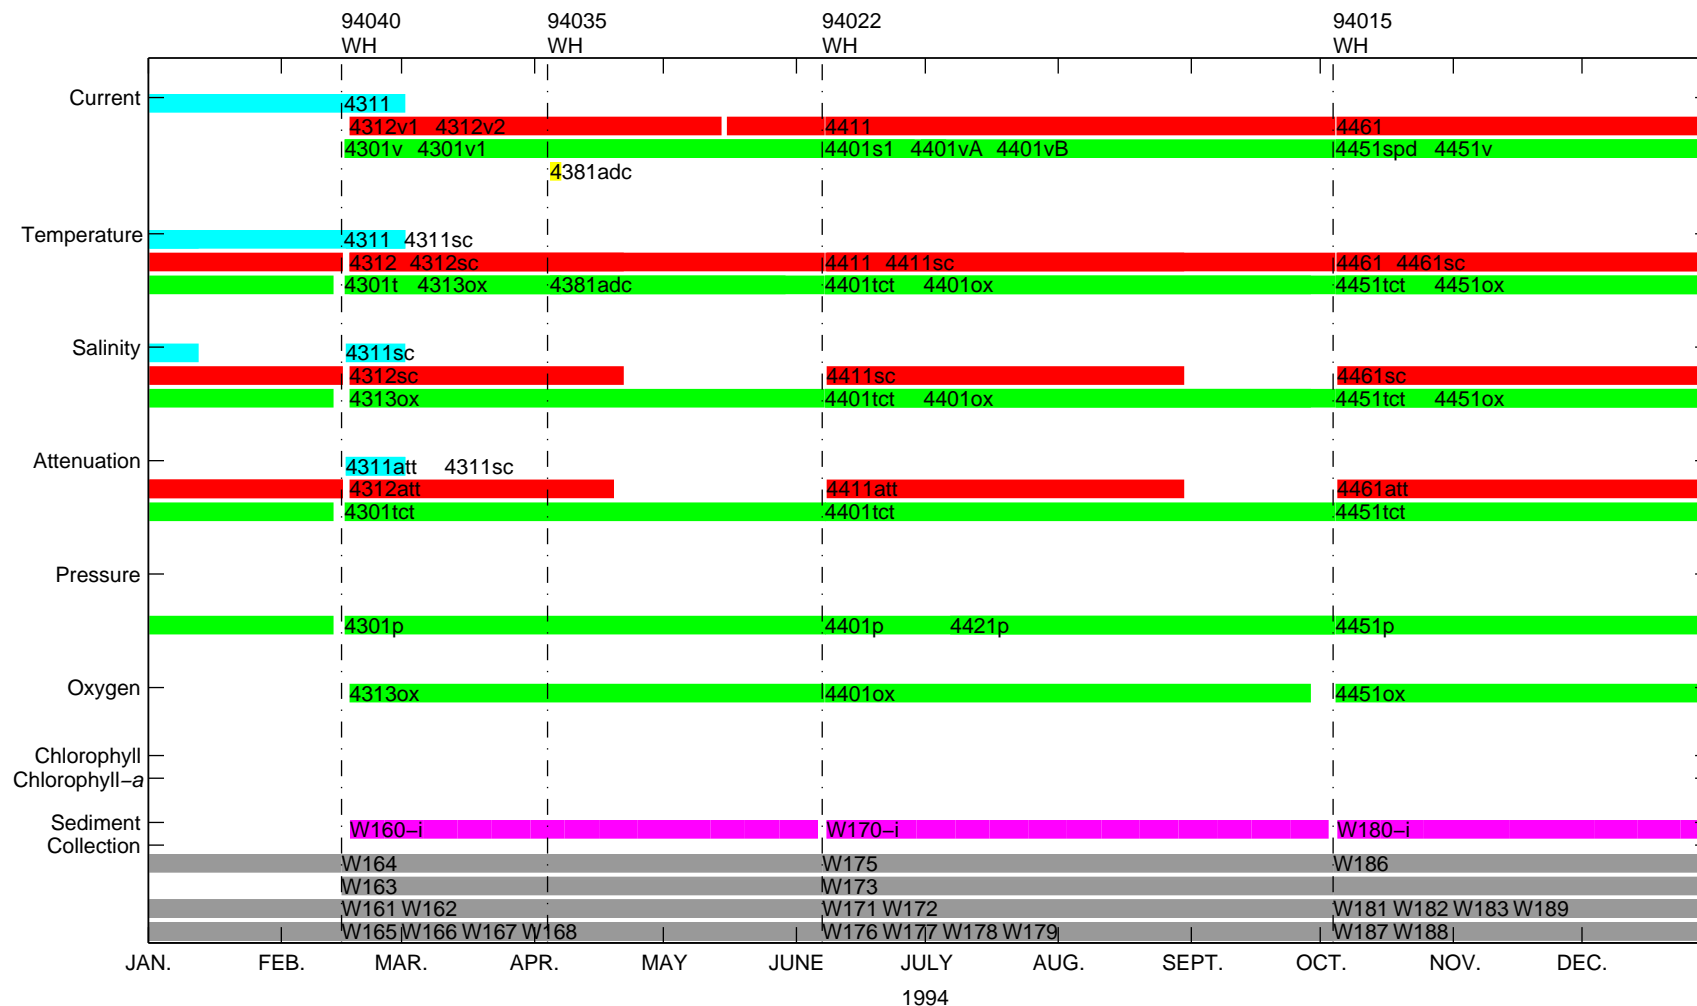 94040 94035 94022 94015
WH WH WH WH
Current 4311
4312v1 4312v2 4411 4461
4301v 4301v1 4401s1 4401vA 4401vB 4451spd 4451v
4381adc
Temperature 4311 4311sc
4312 4312sc 4411 4411sc 4461 4461sc
4301t 4313ox 4381adc 4401tct 4401ox 4451tct 4451ox
Salinity 4311sc
4312sc 4411sc 4461sc
4313ox 4401tct 4401ox 4451tct 4451ox
Attenuation 4311att 4311sc
4312att 4411att 4461att
4301tct 4401tct 4451tct
Pressure
4301p 4401p 4421p 4451p
Oxygen 4313ox 4401ox 4451ox
Chlorophyll
Chlorophyll−a
Sediment W160−i W170−i W180−i
Collection
W164 W175 W186
W163 W173
W161 W162 W171 W172 W181 W182 W183 W189
W165 W166 W167 W168 W176 W177 W178 W179 W187 W188
JAN. FEB. MAR. APR. MAY JUNE JULY AUG. SEPT. OCT. NOV. DEC.
1994